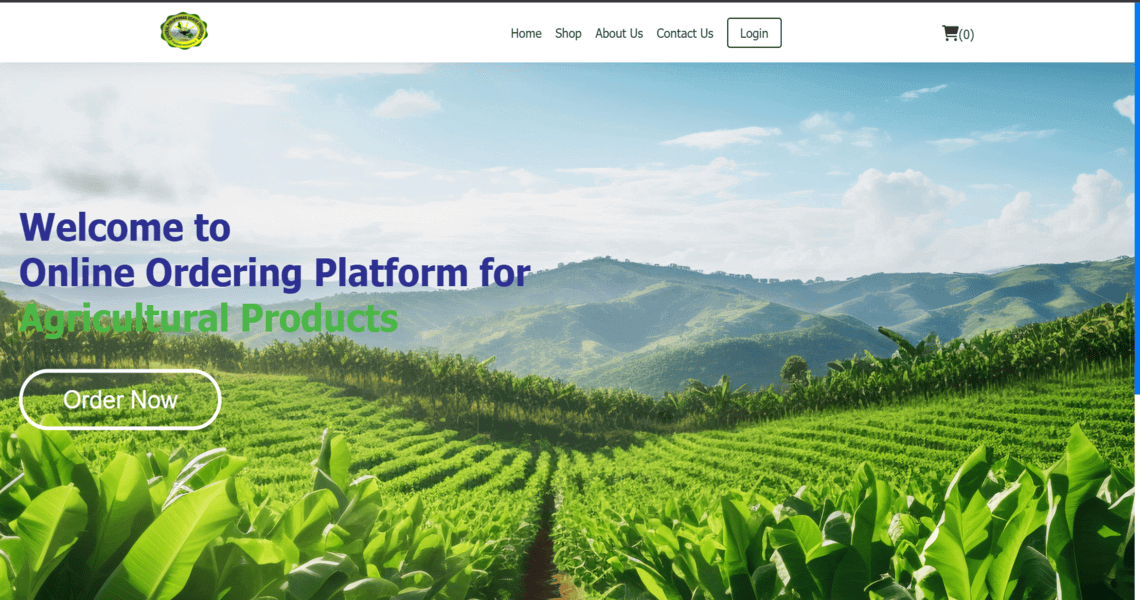 Home
Shop
About Us
Contact Us
Login
(0)
Welcome to
Online Ordering Platform for
Agricultural Products
Order Now